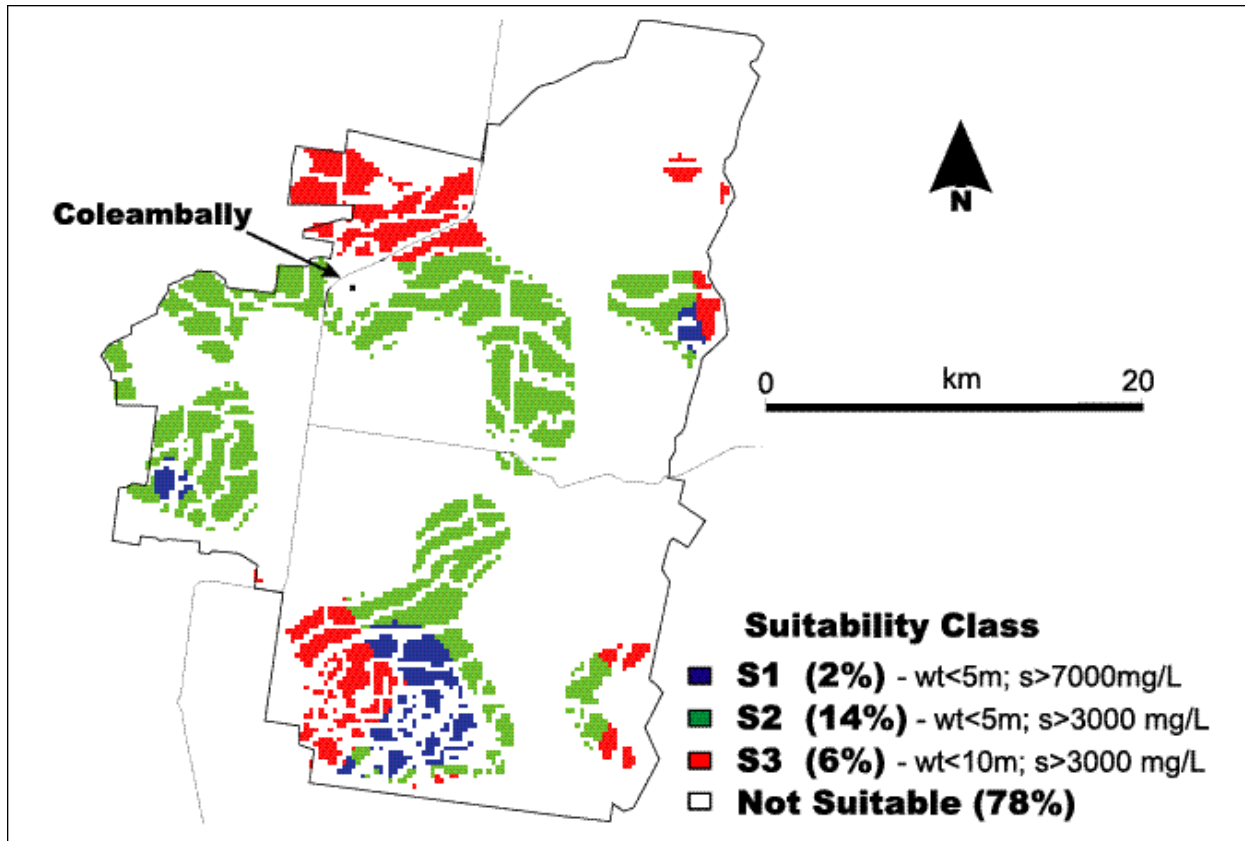 Coleambally
N
km
0 20
Suitability Class
S1 (2%) - wt<5m; s>7000mg/L
S2 (14%) - wt<5m; s>3000 mg/L
S3 (6%) - wt<10m; s>3000 mg/L
Not Suitable (78%)